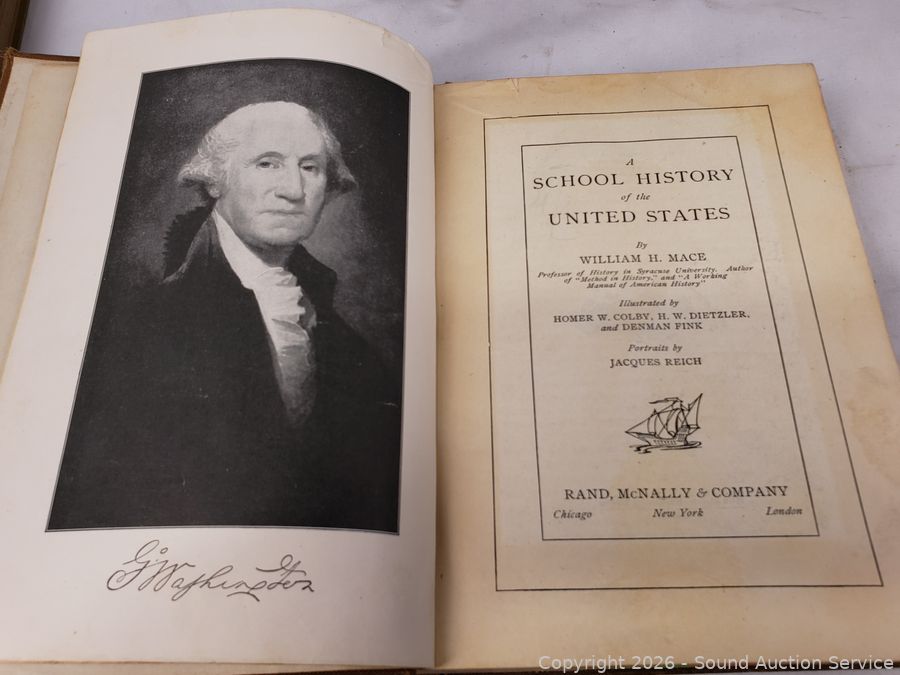 G. Washington
A
SCHOOL HISTORY
of the
UNITED STATES
By
WILLIAM H. MACE
Professor of History in Syracuse University. Author
of "Method in History," and "A Working
Manual of American History"
Illustrated by
HOMER W. COLBY, H. W. DIETZLER,
and DENMAN FINK
Portraits by
JACQUES REICH
RAND, McNALLY & COMPANY
Chicago New York London
Copyright 2026 - Sound Auction Service